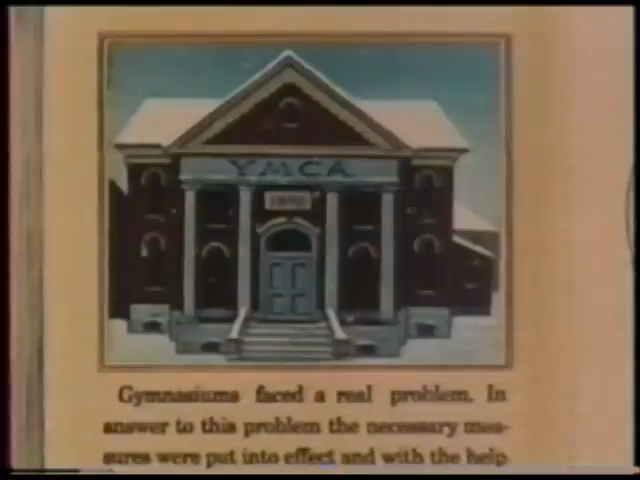 YMCA
Gymnasiums faced a real problem. In
answer to this problem the necessary mea-
sures were put into effect and with the help